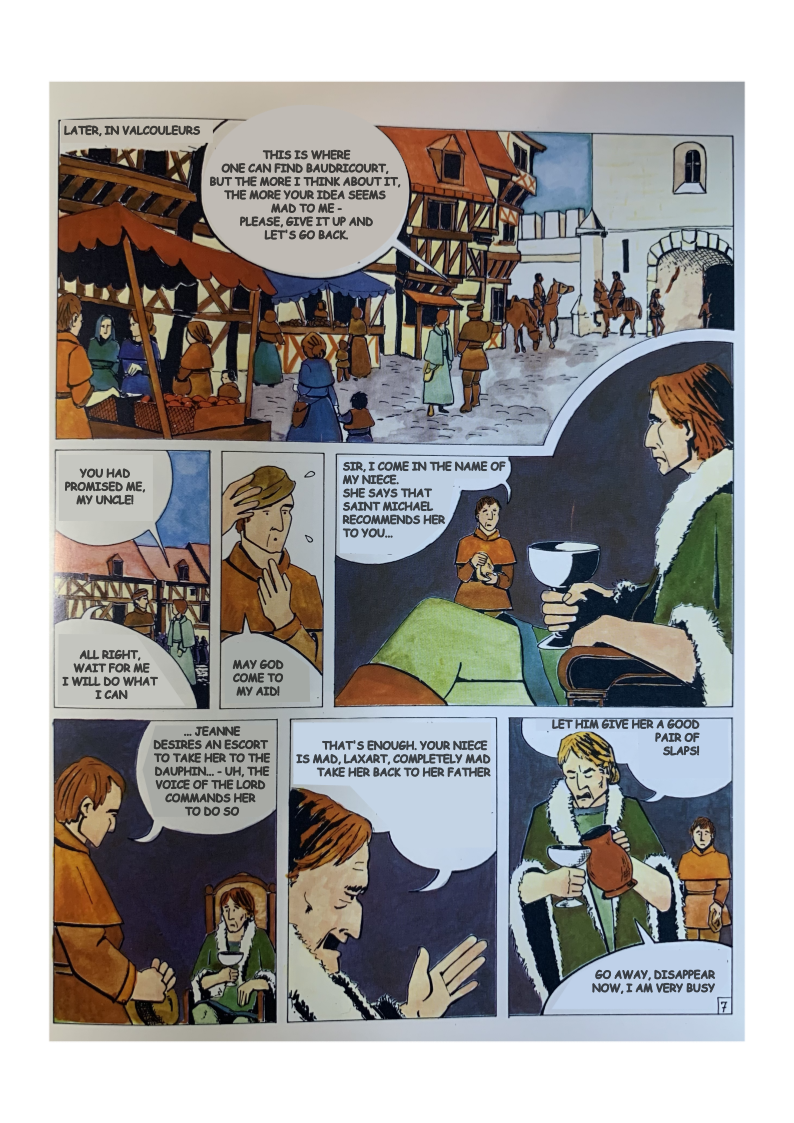 LATER, IN VALCOULEURS
THIS IS WHERE
ONE CAN FIND BAUDRICOURT,
BUT THE MORE I THINK ABOUT IT,
THE MORE YOUR IDEA SEEMS
MAD TO ME -
PLEASE, GIVE IT UP AND
LET'S GO BACK.
YOU HAD
PROMISED ME,
MY UNCLE!
ALL RIGHT,
WAIT FOR ME
I WILL DO WHAT
I CAN
MAY GOD
COME TO
MY AID!
SIR, I COME IN THE NAME OF
MY NIECE.
SHE SAYS THAT
SAINT MICHAEL
RECOMMENDS HER
TO YOU...
... JEANNE
DESIRES AN ESCORT
TO TAKE HER TO THE
DAUPHIN... - UH, THE
VOICE OF THE LORD
COMMANDS HER
TO DO SO
THAT'S ENOUGH. YOUR NIECE
IS MAD, LAXART, COMPLETELY MAD
TAKE HER BACK TO HER FATHER
LET HIM GIVE HER A GOOD
PAIR OF
SLAPS!
GO AWAY, DISAPPEAR
NOW, I AM VERY BUSY
7